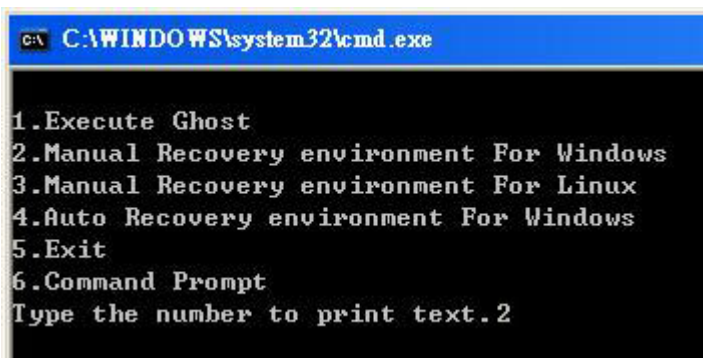 C:\WINDOWS\system32\cmd.exe
1.Execute Ghost
2.Manual Recovery environment For Windows
3.Manual Recovery environment For Linux
4.Auto Recovery environment For Windows
5.Exit
6.Command Prompt
Type the number to print text.2